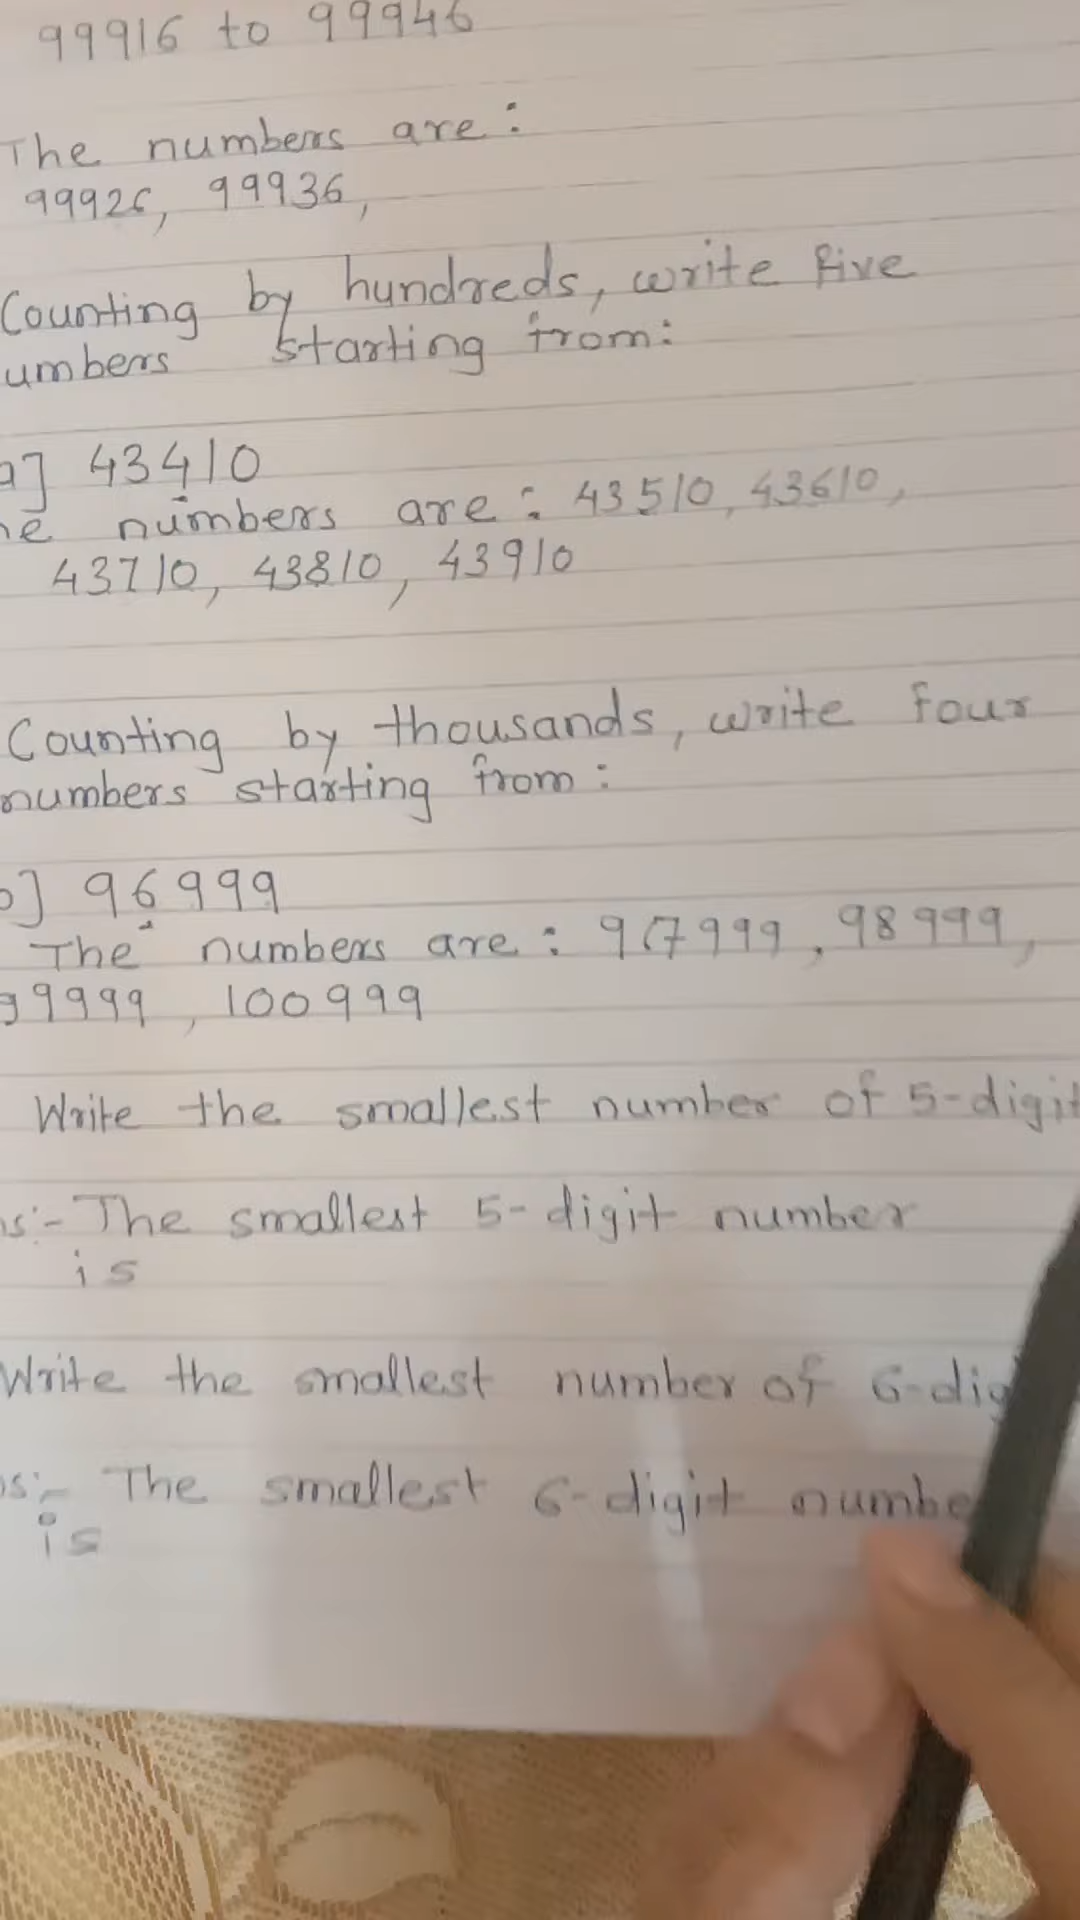 99916 to 99946
The numbers are:
99926, 99936,
Counting by hundreds, write five
umbers starting from:
a] 43410
he numbers are: 43510, 43610,
43710, 43810, 43910
Counting by thousands, write four
numbers starting from:
b] 96999
The numbers are: 97999, 98999,
99999, 100999
Write the smallest number of 5-digit
ns:- The smallest 5-digit number
is
Write the smallest number of 6-dig
ns:- The smallest 6-digit numbe
is